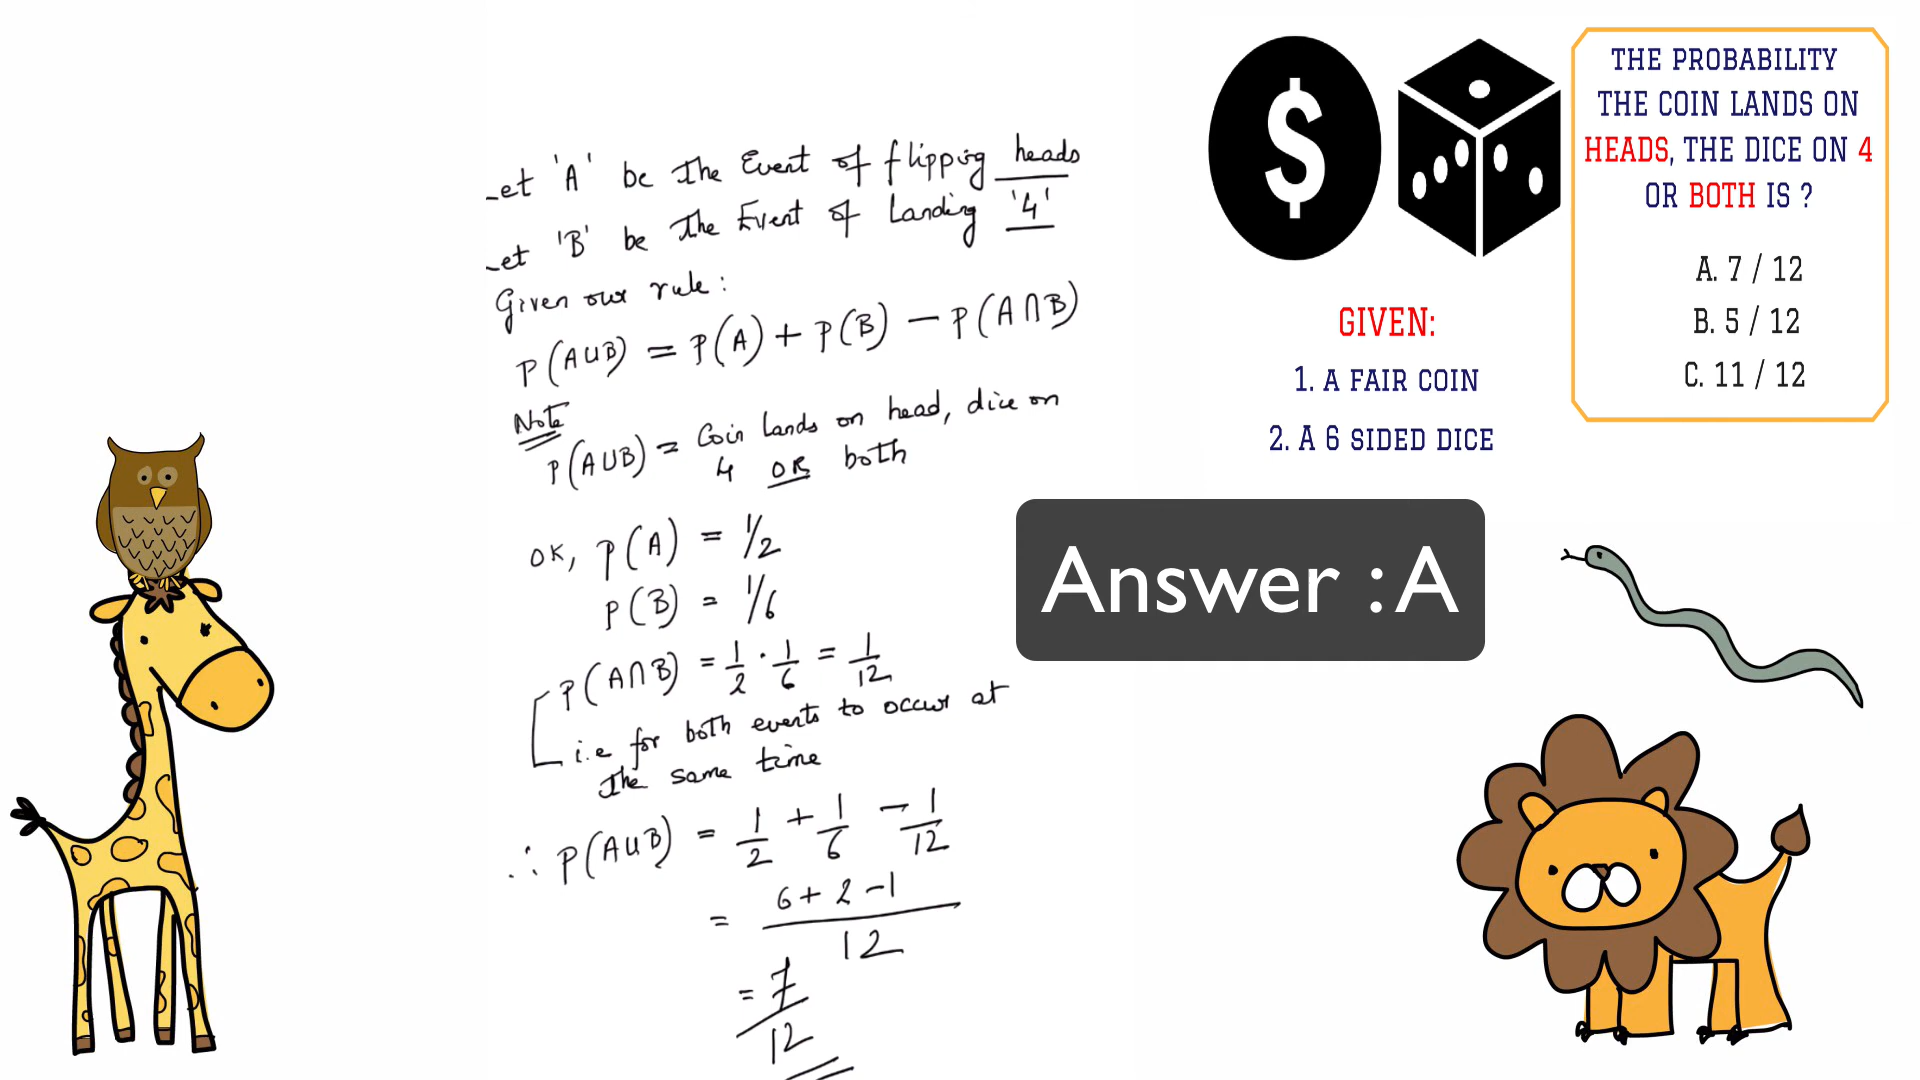 et 'A' be the Event of flipping heads
et 'B' be the Event of Landing '4'
Given our rule:
P(A∪B) = P(A) + P(B) − P(A∩B)
Note
P(A∪B) = Coin lands on head, dice on
4 OR both
OK, P(A) = 1/2
P(B) = 1/6
P(A∩B) = 1/2 · 1/6 = 1/12
i.e for both events to occur at
the same time
∴ P(A∪B) = 1/2 + 1/6 − 1/12
= 6+2−1 / 12
= 7/12
$
GIVEN:
1. A FAIR COIN
2. A 6 SIDED DICE
THE PROBABILITY
THE COIN LANDS ON
HEADS, THE DICE ON 4
OR BOTH IS ?
A. 7 / 12
B. 5 / 12
C. 11 / 12
Answer : A